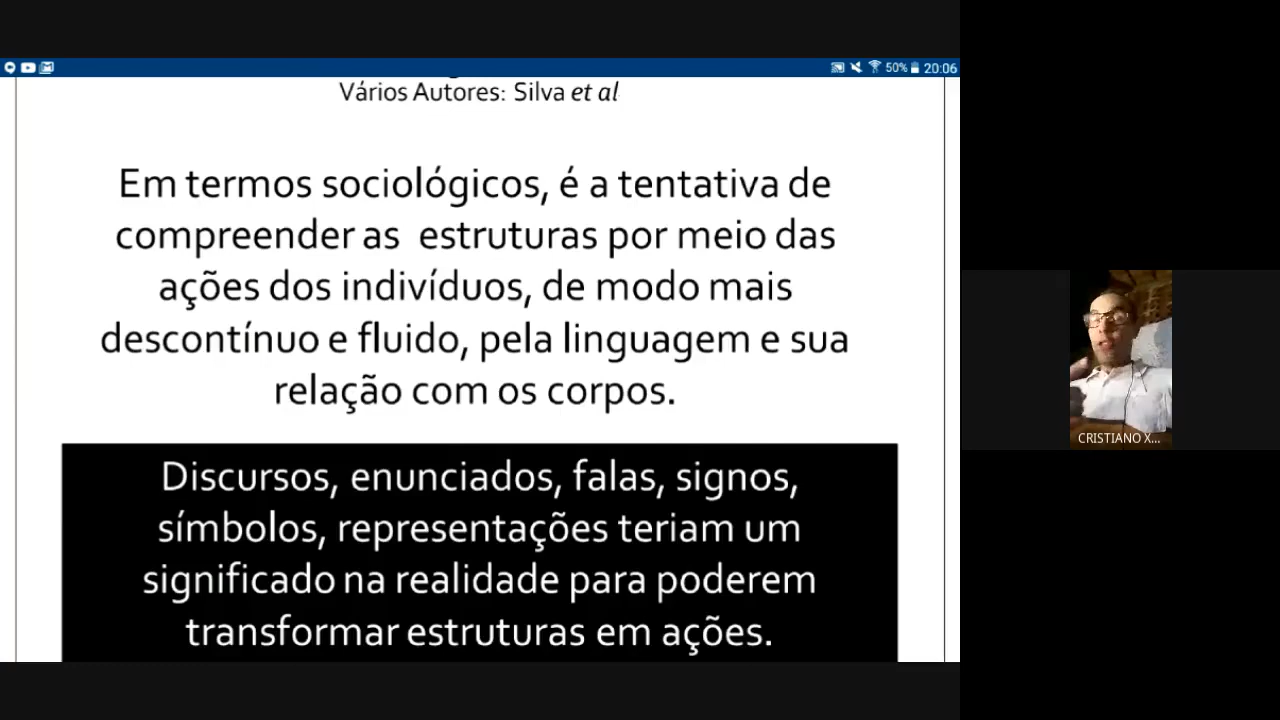 50% 20:06
Vários Autores: Silva et al
Em termos sociológicos, é a tentativa de
compreender as estruturas por meio das
ações dos indivíduos, de modo mais
descontínuo e fluido, pela linguagem e sua
relação com os corpos.
Discursos, enunciados, falas, signos,
símbolos, representações teriam um
significado na realidade para poderem
transformar estruturas em ações.
CRISTIANO X...